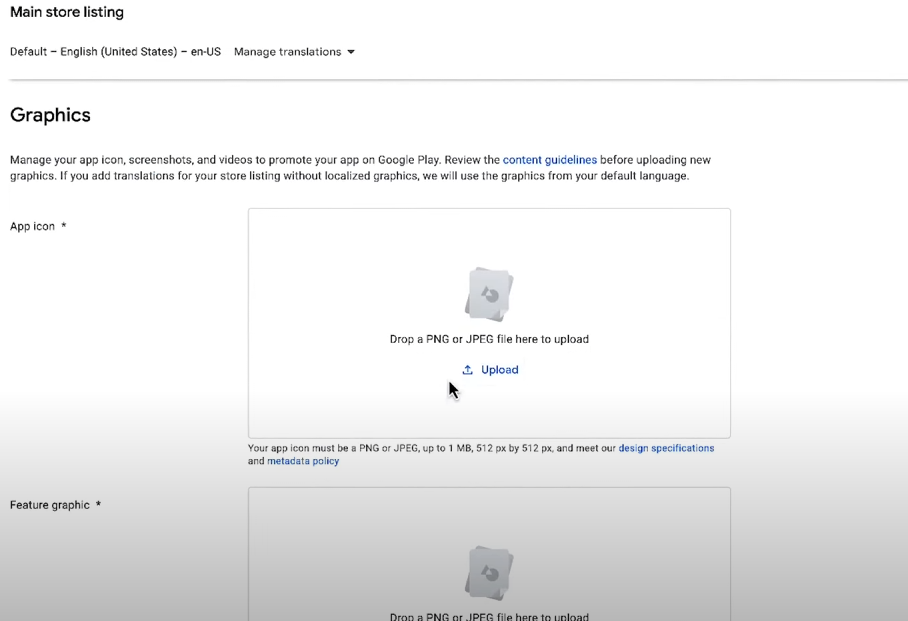 Main store listing
Default – English (United States) – en-US Manage translations
Graphics
Manage your app icon, screenshots, and videos to promote your app on Google Play. Review the content guidelines before uploading new
graphics. If you add translations for your store listing without localized graphics, we will use the graphics from your default language.
App icon *
Drop a PNG or JPEG file here to upload
Upload
Your app icon must be a PNG or JPEG, up to 1 MB, 512 px by 512 px, and meet our design specifications
and metadata policy
Feature graphic *
Drop a PNG or JPEG file here to upload